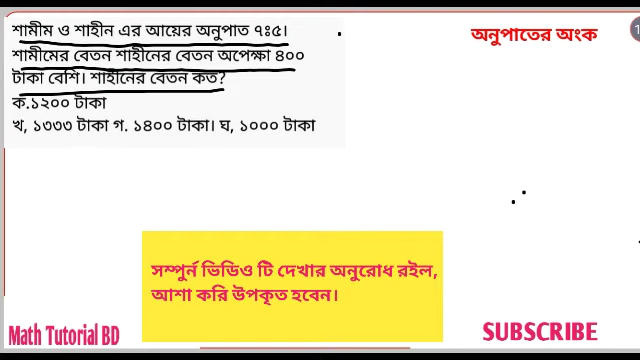 শামীম ও শাহীন এর আয়ের অনুপাত ৭ঃ৫।
শামীমের বেতন শাহীনের বেতন অপেক্ষা ৪০০
টাকা বেশি। শাহীনের বেতন কত?
ক.১২০০ টাকা
খ, ১৩৩৩ টাকা গ. ১৪০০ টাকা। ঘ, ১০০০ টাকা
অনুপাতের অংক
সম্পুর্ন ভিডিও টি দেখার অনুরোধ রইল,
আশা করি উপকৃত হবেন।
Math Tutorial BD
SUBSCRIBE